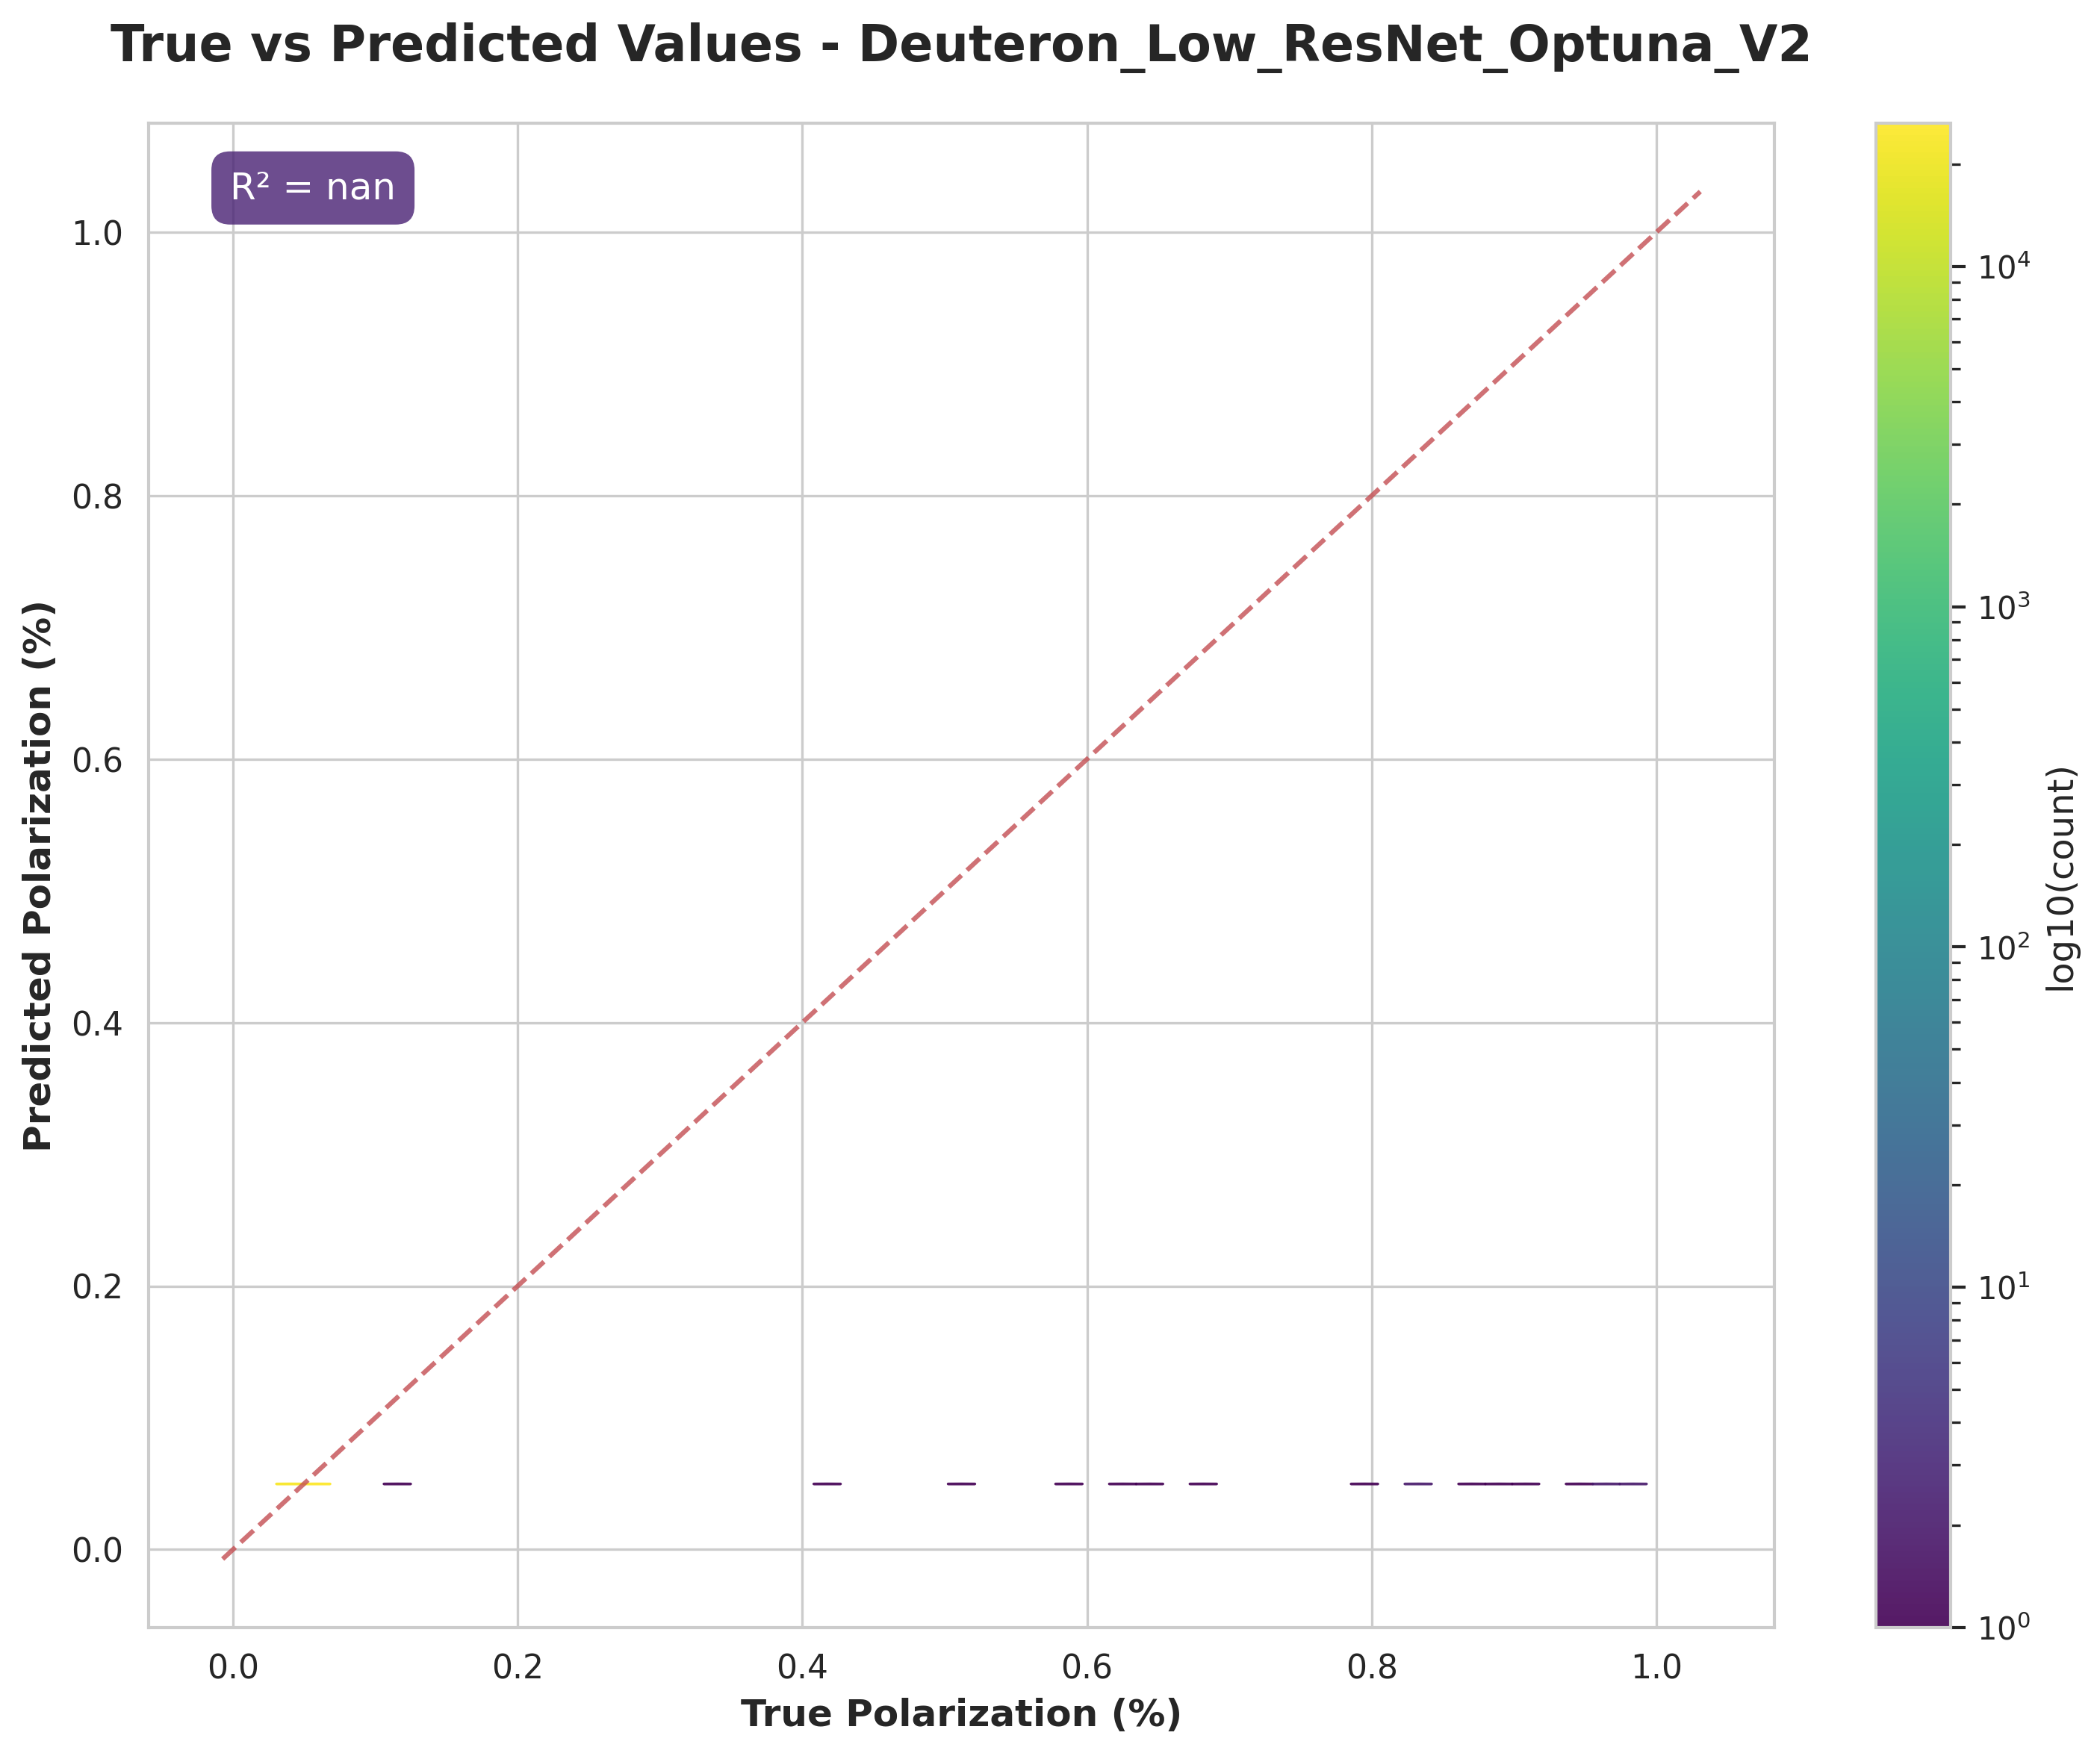 True vs Predicted Values - Deuteron_Low_ResNet_Optuna_V2
R² = nan
1.0
0.8
0.6
0.4
0.2
0.0
Predicted Polarization (%)
0.0 0.2 0.4 0.6 0.8 1.0
True Polarization (%)
10⁴
10³
10²
10¹
10⁰
log10(count)